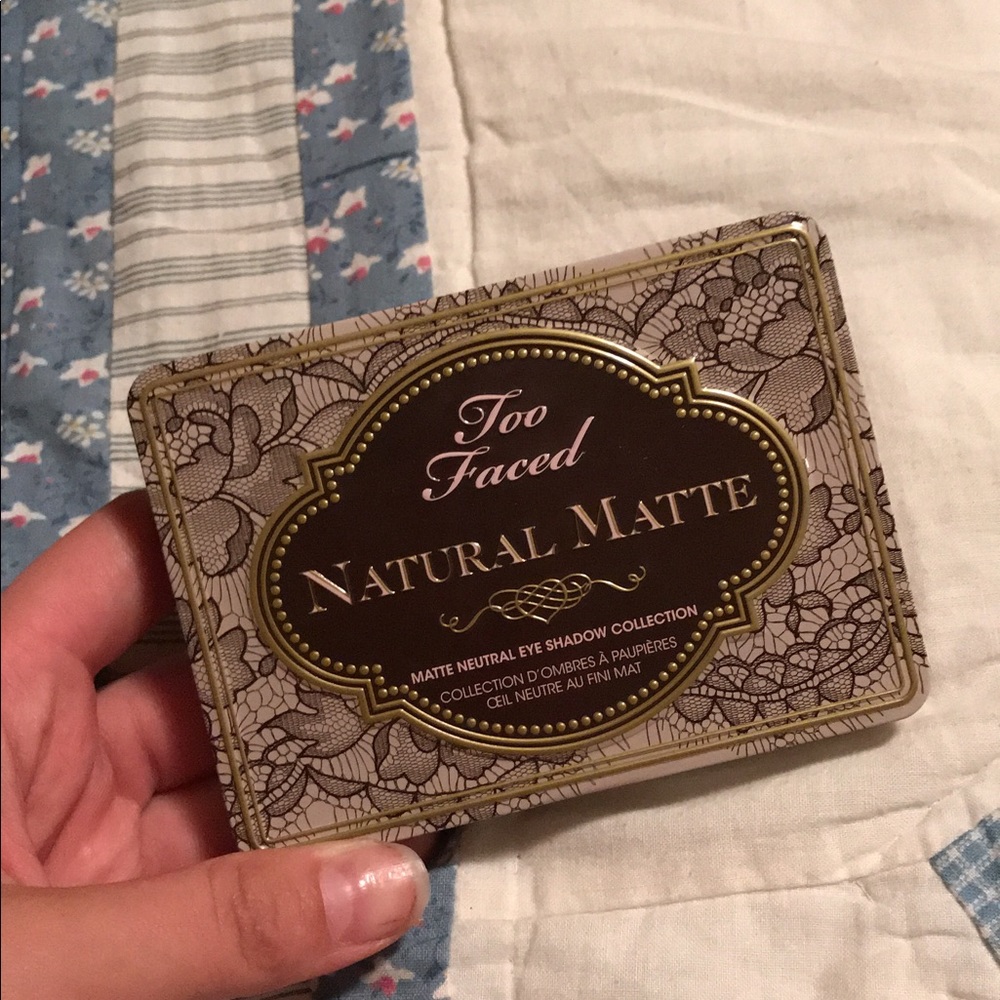 Too
Faced
NATURAL MATTE
MATTE NEUTRAL EYE SHADOW COLLECTION
COLLECTION D'OMBRES À PAUPIÈRES
ŒIL NEUTRE AU FINI MAT